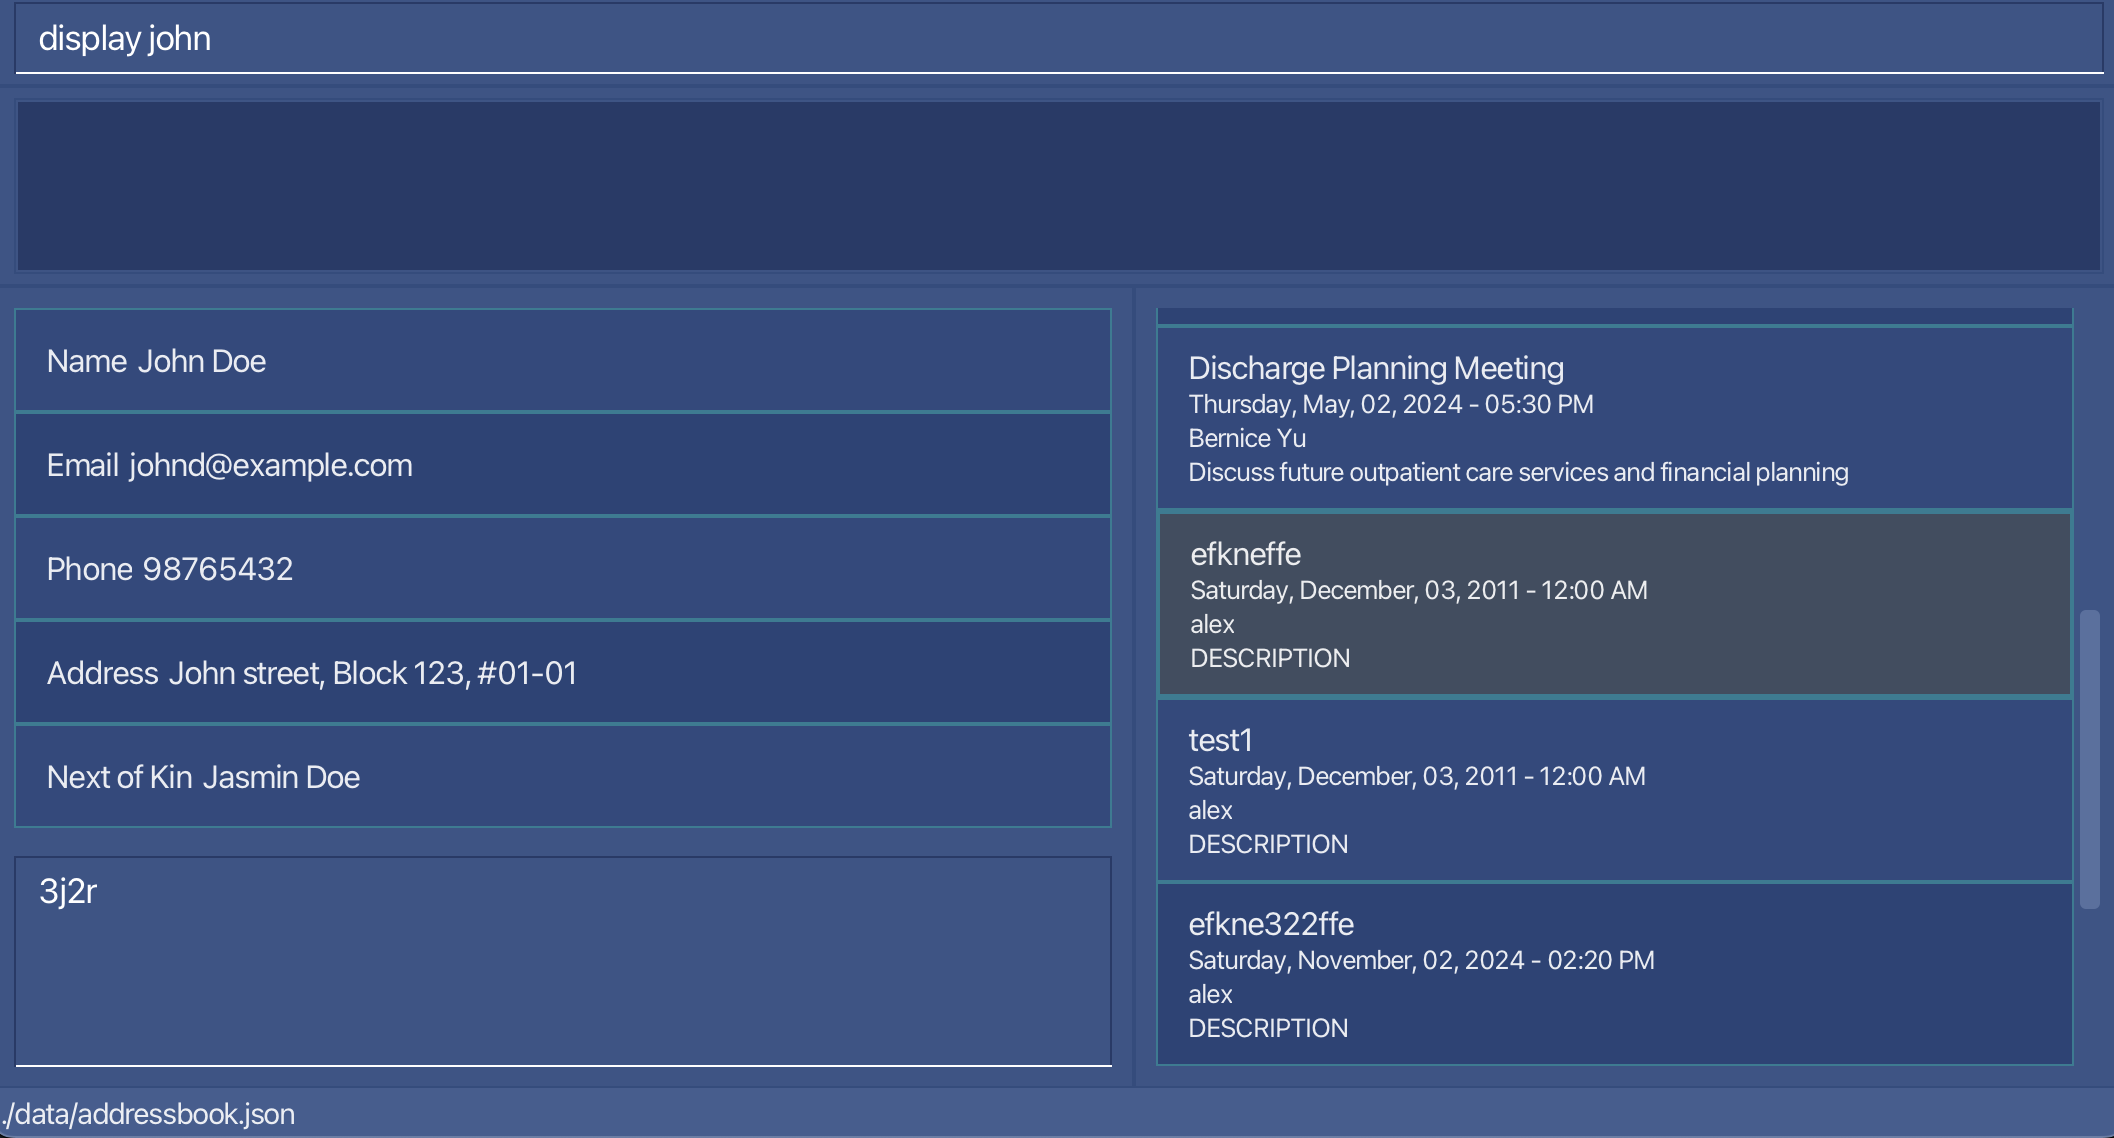 display john
Name John Doe
Email johnd@example.com
Phone 98765432
Address John street, Block 123, #01-01
Next of Kin Jasmin Doe
3j2r
Discharge Planning Meeting
Thursday, May, 02, 2024 - 05:30 PM
Bernice Yu
Discuss future outpatient care services and financial planning
efkneffe
Saturday, December, 03, 2011 - 12:00 AM
alex
DESCRIPTION
test1
Saturday, December, 03, 2011 - 12:00 AM
alex
DESCRIPTION
efkne322ffe
Saturday, November, 02, 2024 - 02:20 PM
alex
DESCRIPTION
./data/addressbook.json